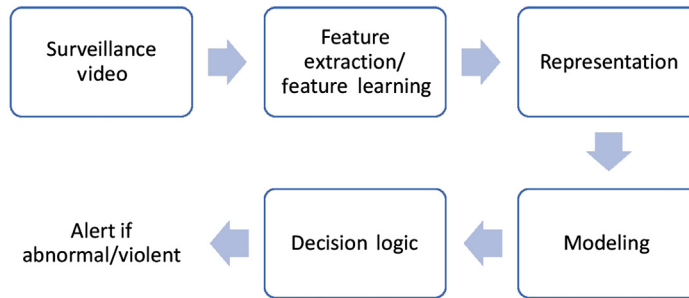 Surveillance
video
Feature
extraction/
feature learning
Representation
Modeling
Decision logic
Alert if
abnormal/violent